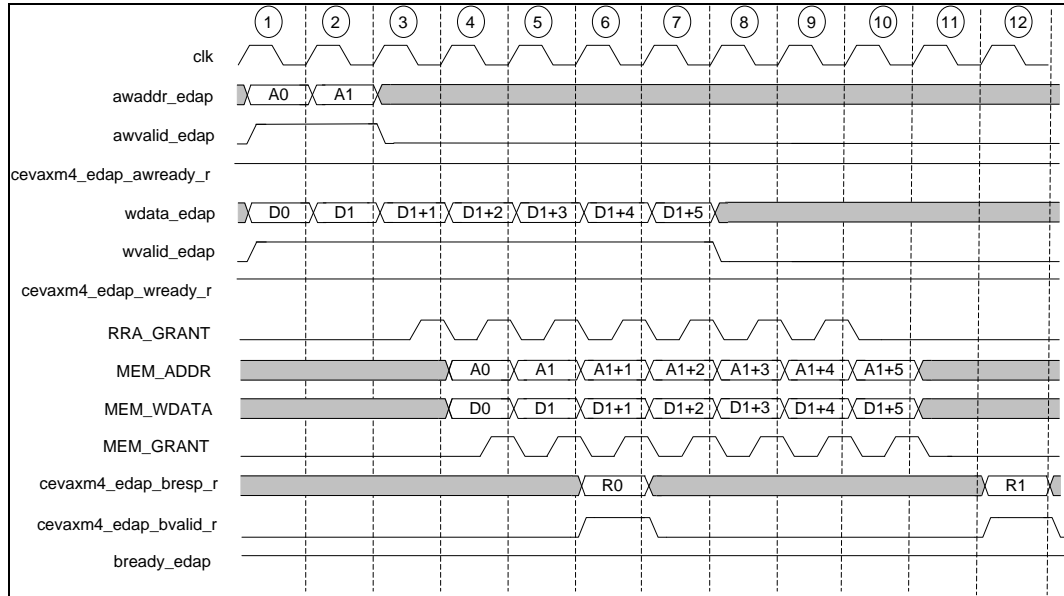 1 2 3 4 5 6 7 8 9 10 11 12
clk
awaddr_edap A0 A1
awvalid_edap
cevaxm4_edap_awready_r
wdata_edap D0 D1 D1+1 D1+2 D1+3 D1+4 D1+5
wvalid_edap
cevaxm4_edap_wready_r
RRA_GRANT
MEM_ADDR A0 A1 A1+1 A1+2 A1+3 A1+4 A1+5
MEM_WDATA D0 D1 D1+1 D1+2 D1+3 D1+4 D1+5
MEM_GRANT
cevaxm4_edap_bresp_r R0 R1
cevaxm4_edap_bvalid_r
bready_edap